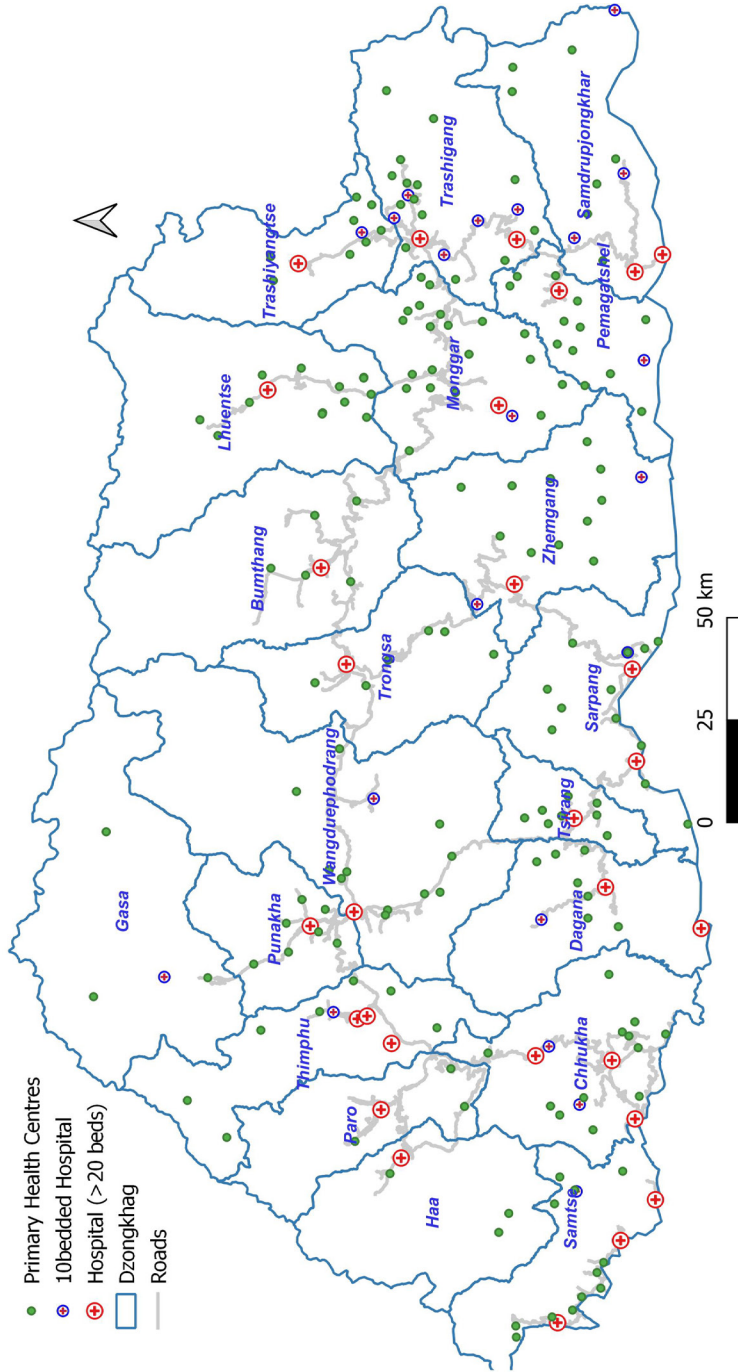 Primary Health Centres
10bedded Hospital
Hospital (>20 beds)
Dzongkhag
Roads
Gasa
Punakha
Thimphu
Paro
Haa
Wangduephodrang
Bumthang
Lhuentse
Trashiyangtse
Trongsa
Monggar
Trashigang
Samtse
Chhukha
Dagana
Tsirang
Sarpang
Zhemgang
Pemagatshel
Samdrupjongkhar
0 25 50 km